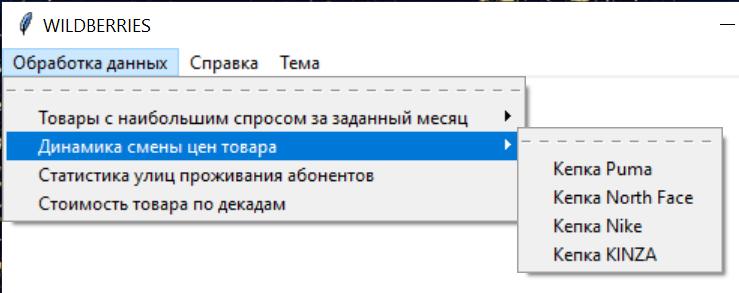 WILDBERRIES
Обработка данных Справка Тема
Товары с наибольшим спросом за заданный месяц
Динамика смены цен товара
Статистика улиц проживания абонентов
Стоимость товара по декадам
Кепка Puma
Кепка North Face
Кепка Nike
Кепка KINZA